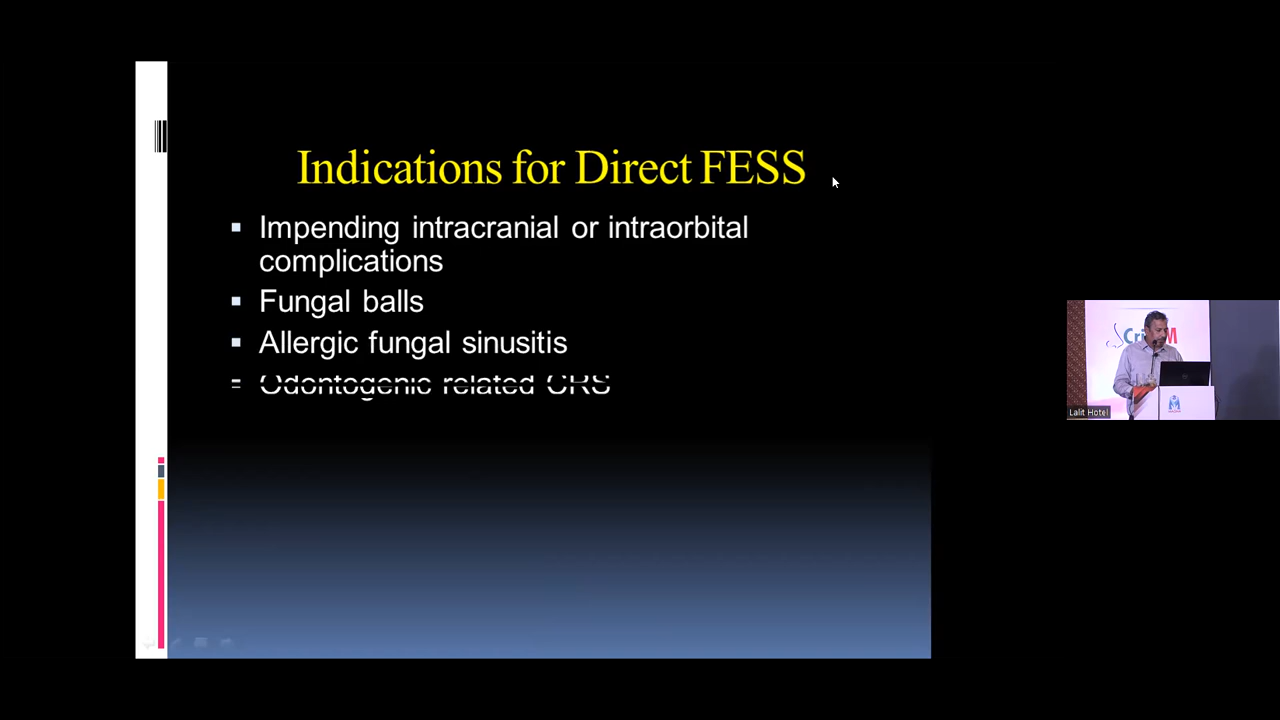 Indications for Direct FESS
Impending intracranial or intraorbital
complications
Fungal balls
Allergic fungal sinusitis
Odontogenic related CRS
Lalit Hotel